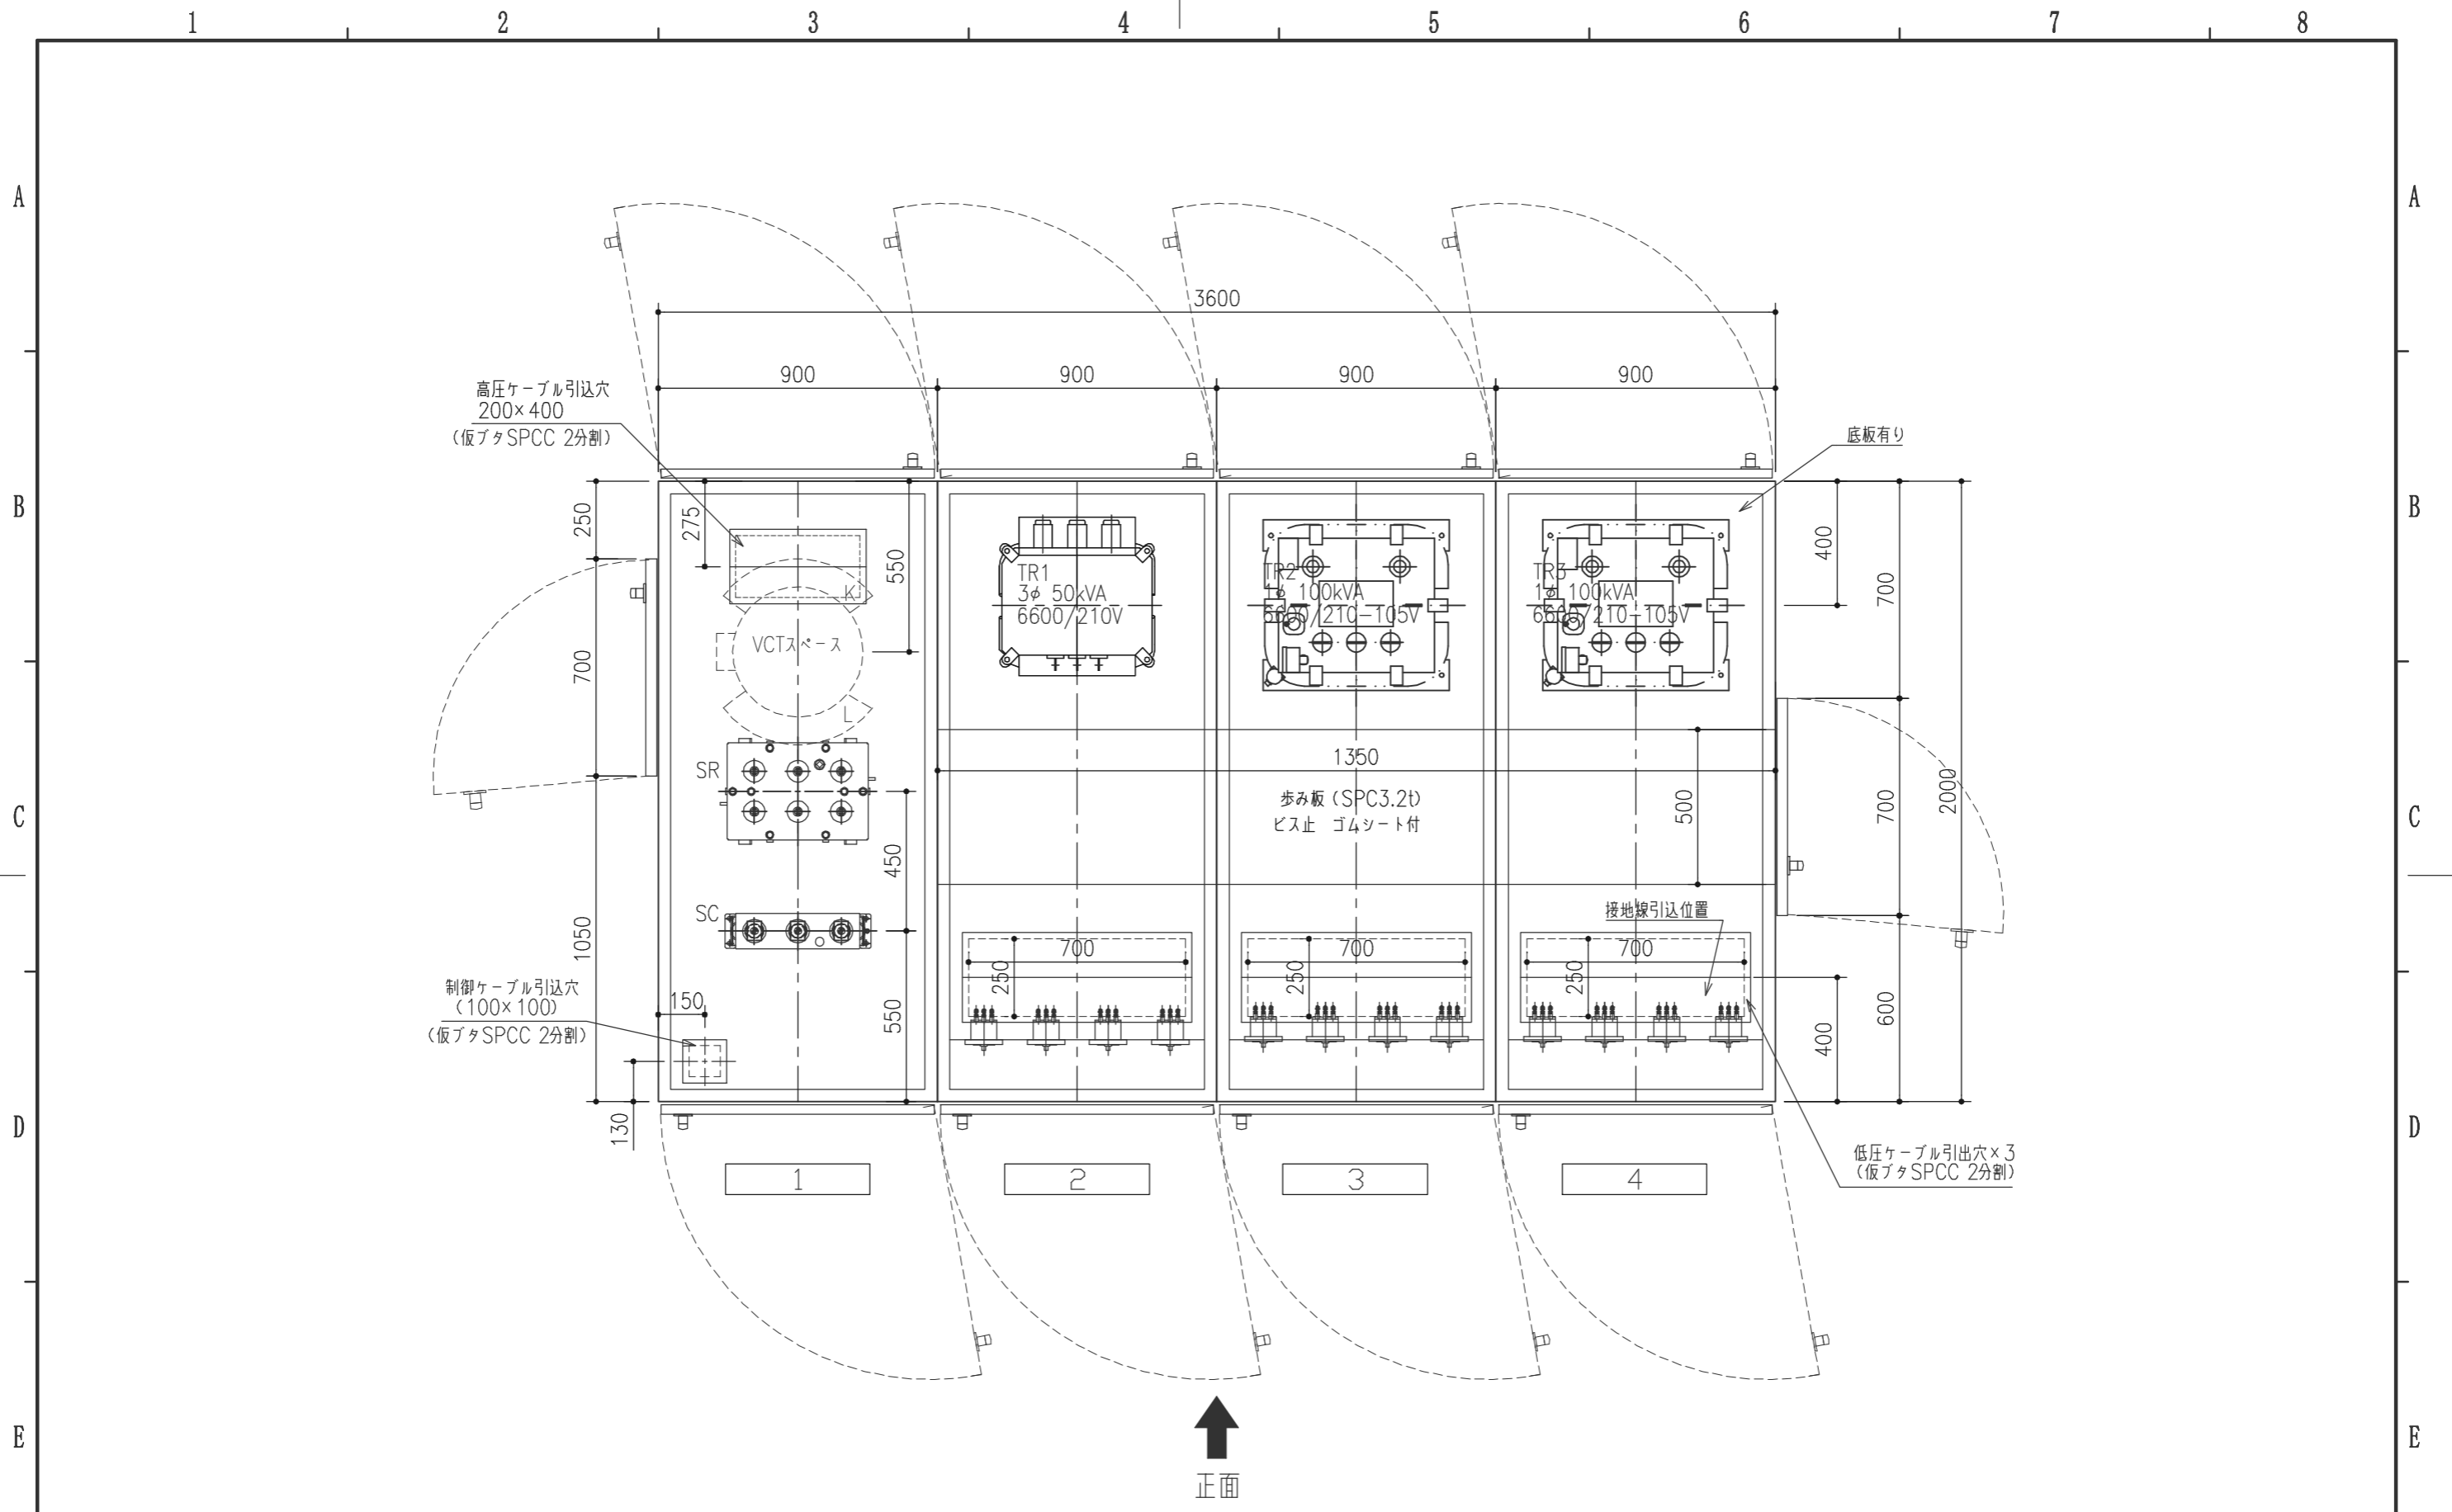 1 2 3 4 5 6 7 8
A A
3600
900 900 900 900
高圧ケーブル引込穴
200×400
(仮ブタSPCC 2分割)
底板有り
B B
250
275
550
400
700
TR1
3φ 50kVA
6600/210V
TR2
1φ 100kVA
6600/210-105V
TR3
1φ 100kVA
6600/210-105V
K
VCTスペース
L
700
SR
1350
歩み板(SPC3.2t)
ビス止 ゴムシート付
500
700
2000
C C
450
SC
1050
接地線引込位置
700 700 700
250 250 250
制御ケーブル引込穴
(100×100)
(仮ブタSPCC 2分割)
150
550
400
600
130
D D
低圧ケーブル引出穴×3
(仮ブタSPCC 2分割)
1 2 3 4
E E
正面